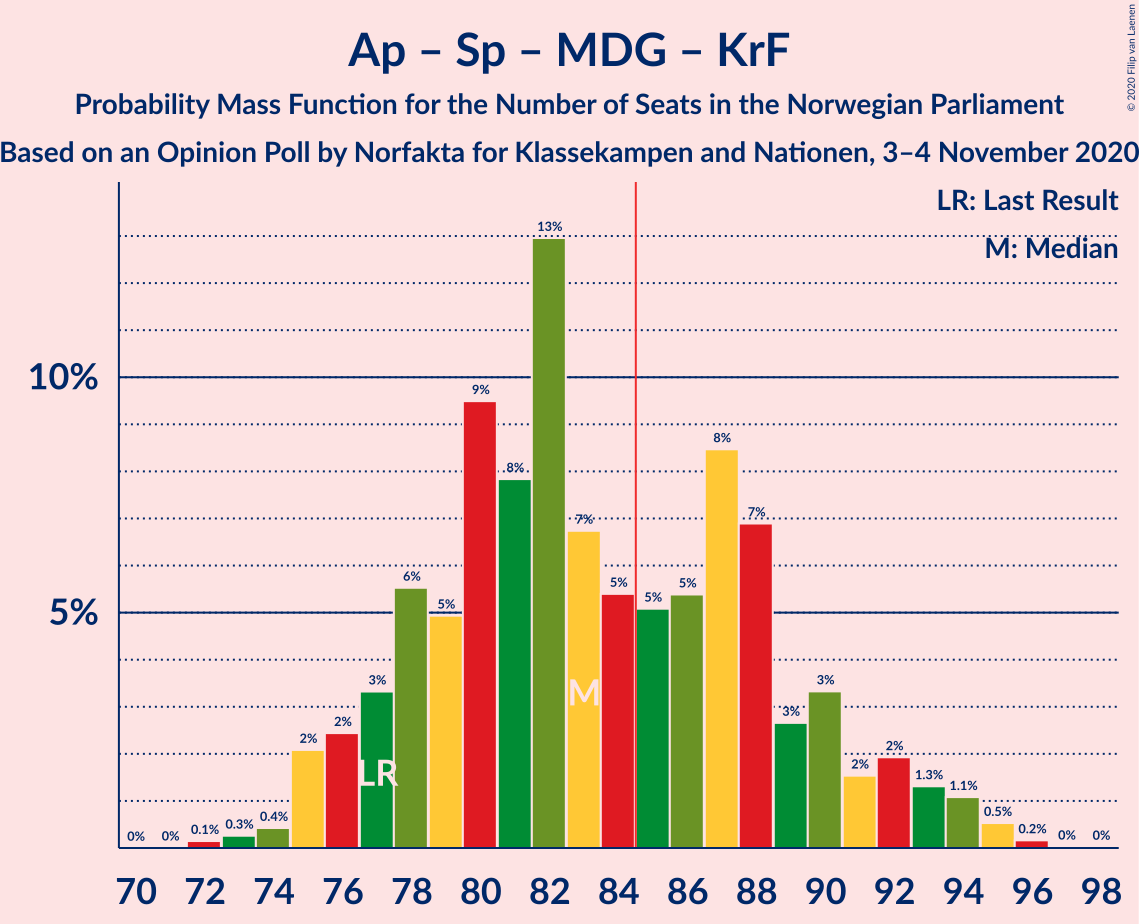 Ap – Sp – MDG – KrF
Probability Mass Function for the Number of Seats in the Norwegian Parliament
Based on an Opinion Poll by Norfakta for Klassekampen and Nationen, 3–4 November 2020
© 2020 Filip van Laenen
LR: Last Result
M: Median
10%
5%
0% 0% 0.1% 0.3% 0.4% 2% 2% 3% 6% 5% 9% 8% 13% 7% 5% 5% 5% 8% 7% 3% 3% 2% 2% 1.3% 1.1% 0.5% 0.2% 0% 0%
M
LR
70 72 74 76 78 80 82 84 86 88 90 92 94 96 98